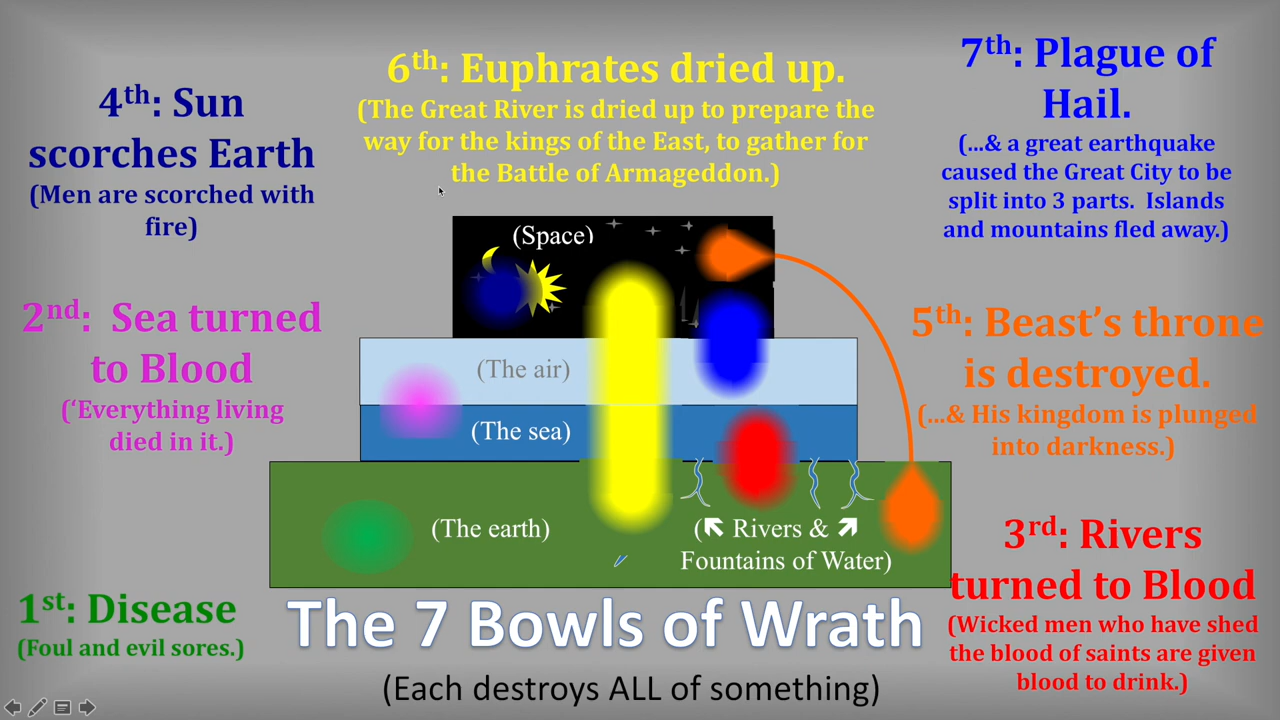 4th: Sun
scorches Earth
(Men are scorched with
fire)
6th: Euphrates dried up.
(The Great River is dried up to prepare the
way for the kings of the East, to gather for
the Battle of Armageddon.)
7th: Plague of
Hail.
(...& a great earthquake
caused the Great City to be
split into 3 parts. Islands
and mountains fled away.)
2nd: Sea turned
to Blood
('Everything living
died in it.)
(Space)
(The air)
(The sea)
(The earth)
(↖ Rivers & ↗
Fountains of Water)
5th: Beast's throne
is destroyed.
(...& His kingdom is plunged
into darkness.)
3rd: Rivers
turned to Blood
(Wicked men who have shed
the blood of saints are given
blood to drink.)
1st: Disease
(Foul and evil sores.)
The 7 Bowls of Wrath
(Each destroys ALL of something)